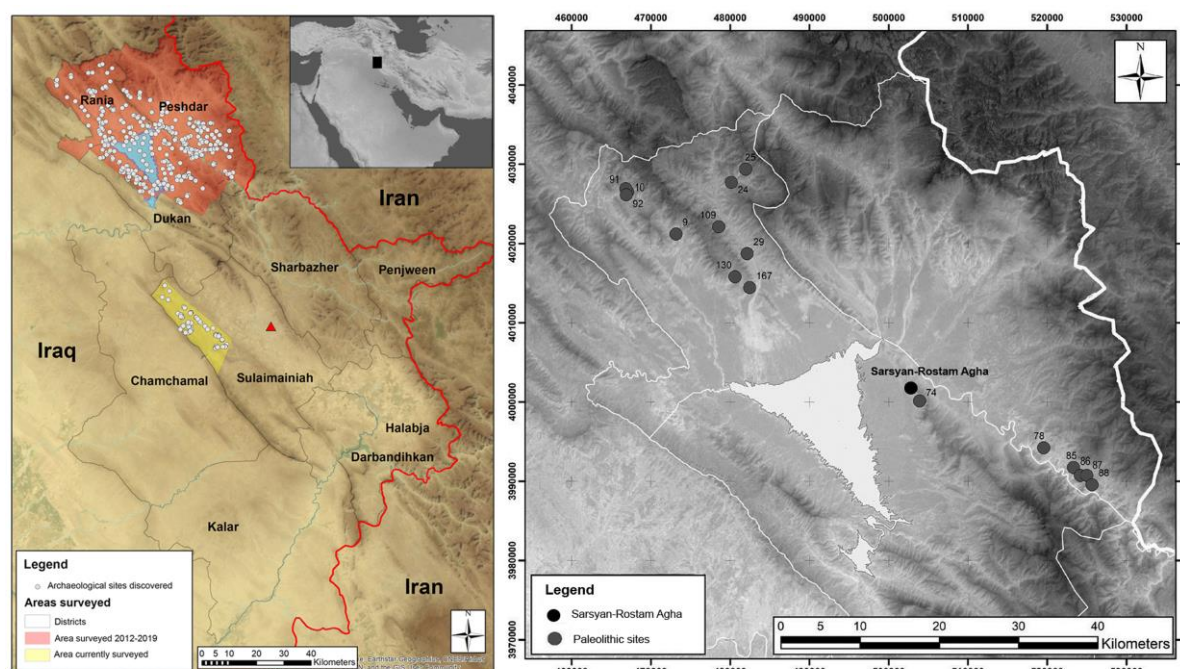 Rania
Peshdar
Iran
Dukan
Sharbazher
Penjween
Iraq
Chamchamal
Sulaimainiah
Halabja
Darbandihkan
Kalar
Iran
Legend
Archaeological sites discovered
Areas surveyed
Districts
Area surveyed 2012-2019
Area currently surveyed
0 5 10 20 30 40
Kilometers
N
460000 470000 480000 490000 500000 510000 520000 530000
N
4040000
4030000
4020000
4010000
4000000
3990000
3980000
3970000
25
91 10
24
92
109
9
29
130
167
Sarsyan-Rostam Agha
74
78
85 86 87
88
Legend
Sarsyan-Rostam Agha
Paleolithic sites
0 5 10 20 30 40
Kilometers